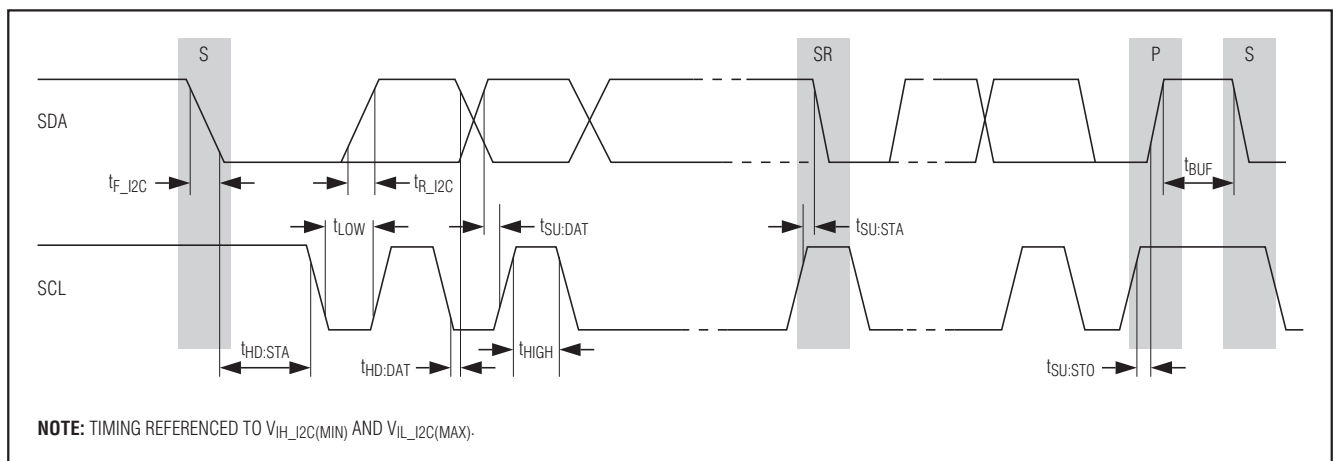 S
SR
P
S
SDA
tBUF
tF_I2C
tR_I2C
tLOW
tSU:DAT
tSU:STA
SCL
tHD:STA
tHD:DAT
tHIGH
tSU:STO
NOTE: TIMING REFERENCED TO VIH_I2C(MIN) AND VIL_I2C(MAX).